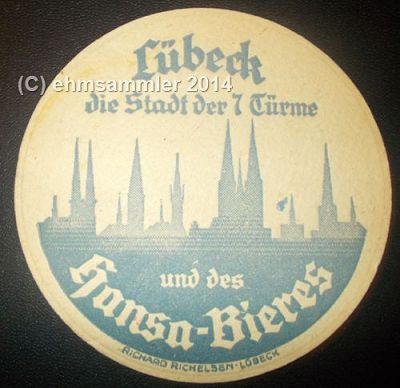 Lübeck
(C) ehmsammler 2014
die Stadt der 7 Türme
und des
Hansa-Bieres
RICHARD RICHELSEN · LÜBECK